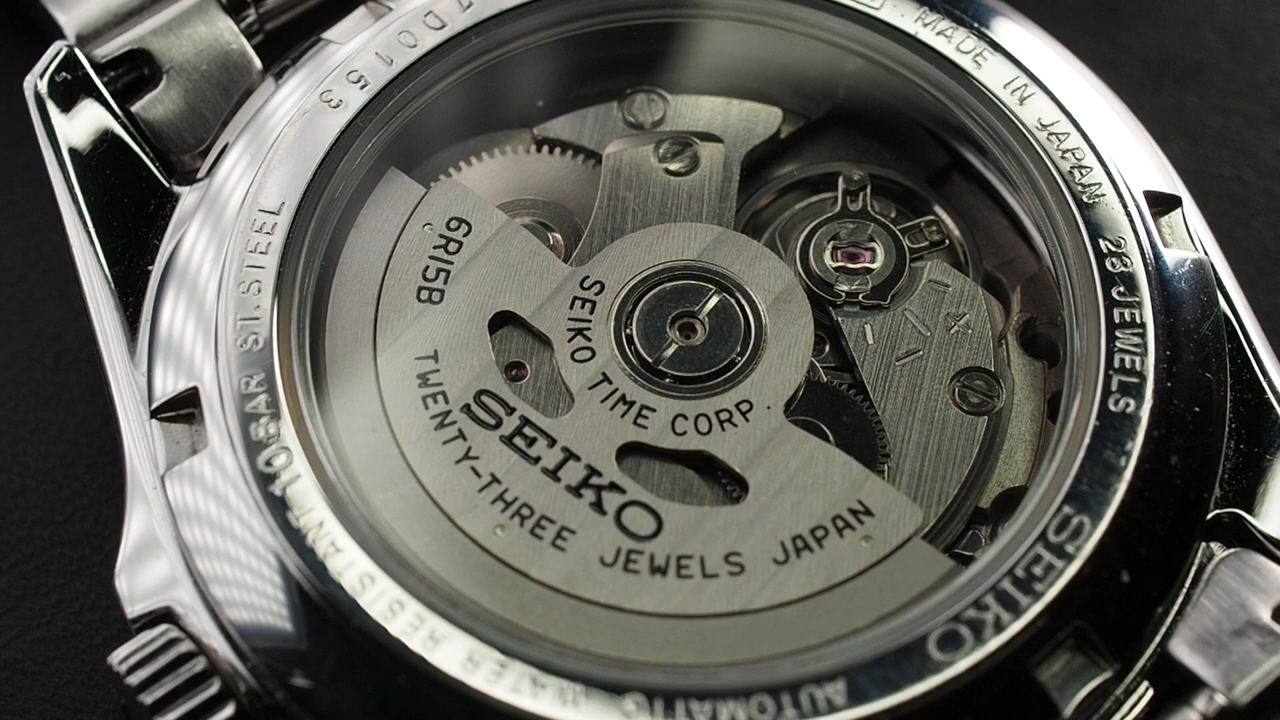 6R15B
TWENTY-THREE JEWELS JAPAN
SEIKO
SEIKO TIME CORP.
MADE IN JAPAN
23 JEWELS
SEIKO
AUTOMATIC
WATER RESISTANT 10BAR
ST.STEEL
D0153